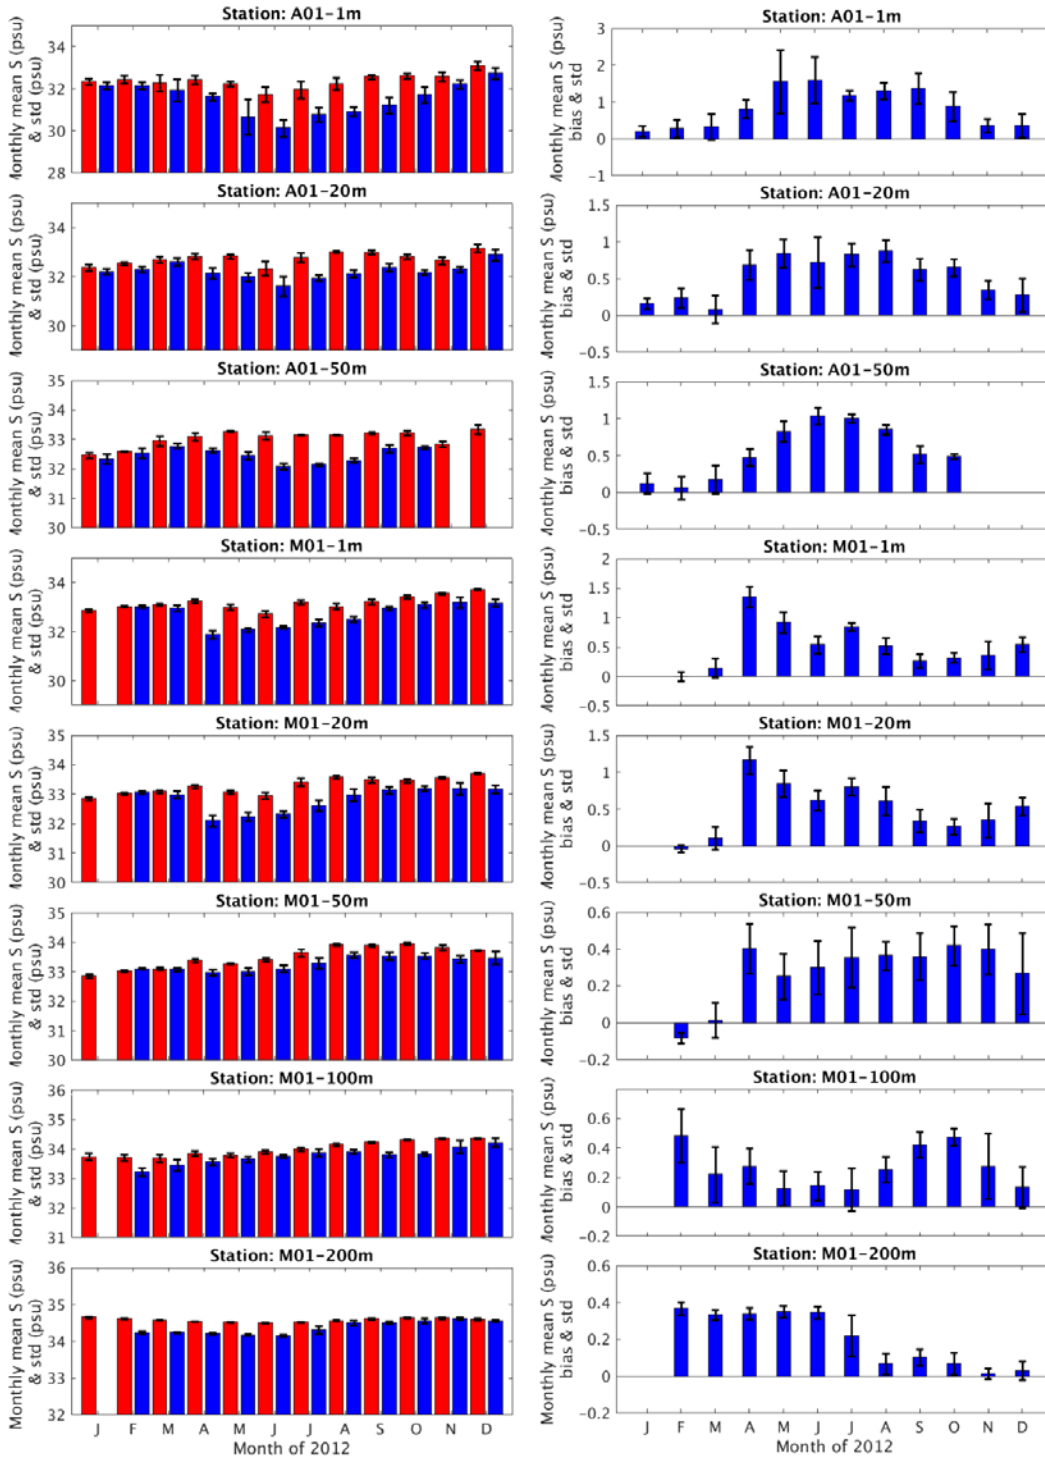 Station: A01-1m
Monthly mean S (psu)
& std (psu)
34
32
30
28
Station: A01-1m
Monthly mean S (psu)
bias & std
3
2
1
0
-1
Station: A01-20m
Monthly mean S (psu)
& std (psu)
34
32
30
Station: A01-20m
Monthly mean S (psu)
bias & std
1.5
1
0.5
0
-0.5
Station: A01-50m
Monthly mean S (psu)
& std (psu)
35
34
33
32
31
30
Station: A01-50m
Monthly mean S (psu)
bias & std
1.5
1
0.5
0
-0.5
Station: M01-1m
Monthly mean S (psu)
& std (psu)
34
32
30
Station: M01-1m
Monthly mean S (psu)
bias & std
2
1.5
1
0.5
0
-0.5
Station: M01-20m
Monthly mean S (psu)
& std (psu)
35
34
33
32
31
30
Station: M01-20m
Monthly mean S (psu)
bias & std
1.5
1
0.5
0
-0.5
Station: M01-50m
Monthly mean S (psu)
& std (psu)
35
34
33
32
31
30
Station: M01-50m
Monthly mean S (psu)
bias & std
0.6
0.4
0.2
0
-0.2
Station: M01-100m
Monthly mean S (psu)
& std (psu)
36
35
34
33
32
31
Station: M01-100m
Monthly mean S (psu)
bias & std
0.6
0.4
0.2
0
-0.2
Station: M01-200m
Monthly mean S (psu)
& std (psu)
36
35
34
33
32
J F M A M J J A S O N D
Month of 2012
Station: M01-200m
Monthly mean S (psu)
bias & std
0.6
0.4
0.2
0
-0.2
J F M A M J J A S O N D
Month of 2012